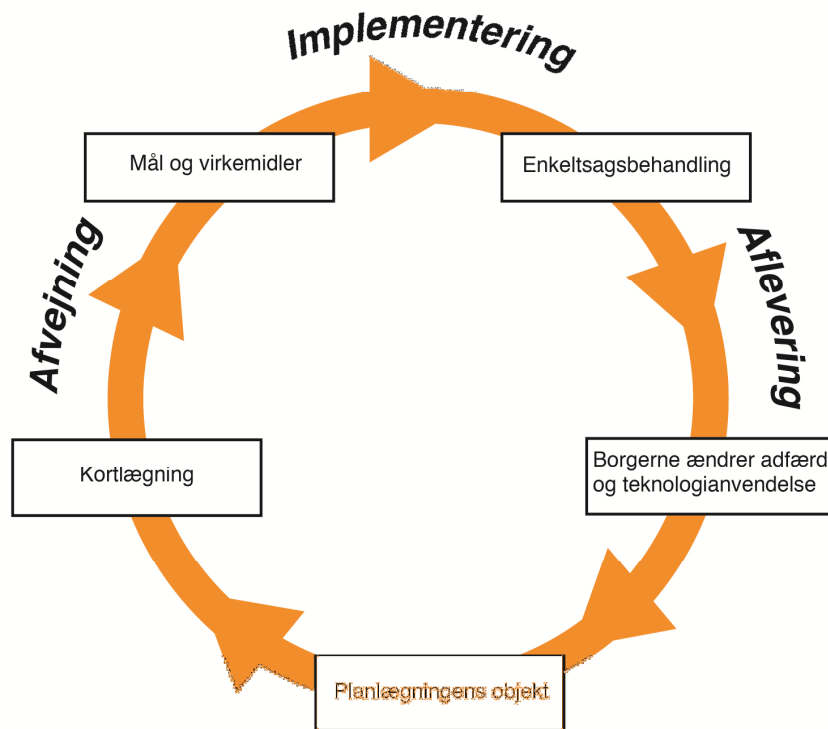 Implementering
Mål og virkemidler
Enkeltsagsbehandling
Afvejning
Aflevering
Kortlægning
Borgerne ændrer adfærd
og teknologianvendelse
Planlægningens objekt